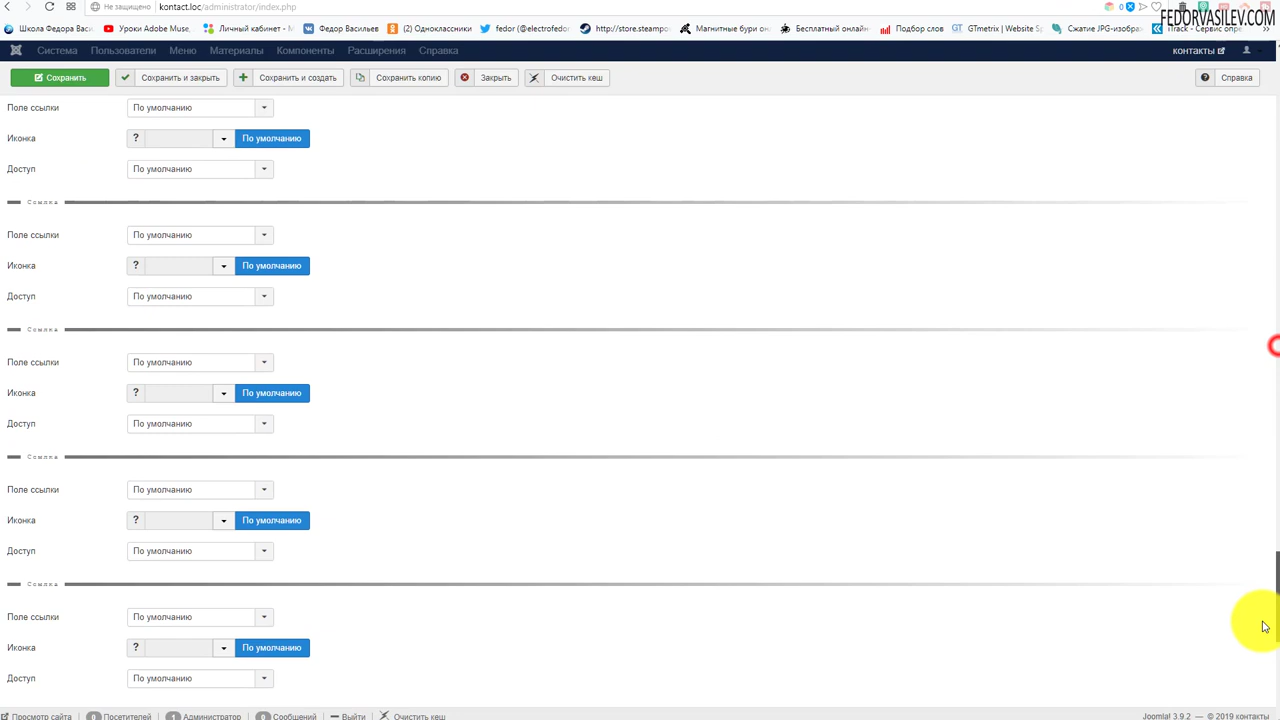 Не защищено kontact.loc/administrator/index.php
FEDORVASILEV.COM
Школа Федора Васи. Уроки Adobe Muse, Личный кабинет - Федор Васильев (2) Одноклассники fedor (@electrofedor) http://store.steampo Магнитные бури он Бесплатный онлайн Подбор слов GTmetrix | Website S Сжатие JPG-изобра
Система Пользователи Меню Материалы Компоненты Расширения Справка контакты
Сохранить Сохранить и закрыть Сохранить и создать Сохранить копию Закрыть Очистить кеш Справка
Поле ссылки По умолчанию
Иконка ? По умолчанию
Доступ По умолчанию
Ссылка
Поле ссылки По умолчанию
Иконка ? По умолчанию
Доступ По умолчанию
Ссылка
Поле ссылки По умолчанию
Иконка ? По умолчанию
Доступ По умолчанию
Ссылка
Поле ссылки По умолчанию
Иконка ? По умолчанию
Доступ По умолчанию
Ссылка
Поле ссылки По умолчанию
Иконка ? По умолчанию
Доступ По умолчанию
Просмотр сайта 0 Посетителей 1 Администратор 0 Сообщений Выйти Очистить кеш Joomla! 3.9.2 — © 2019 контакты